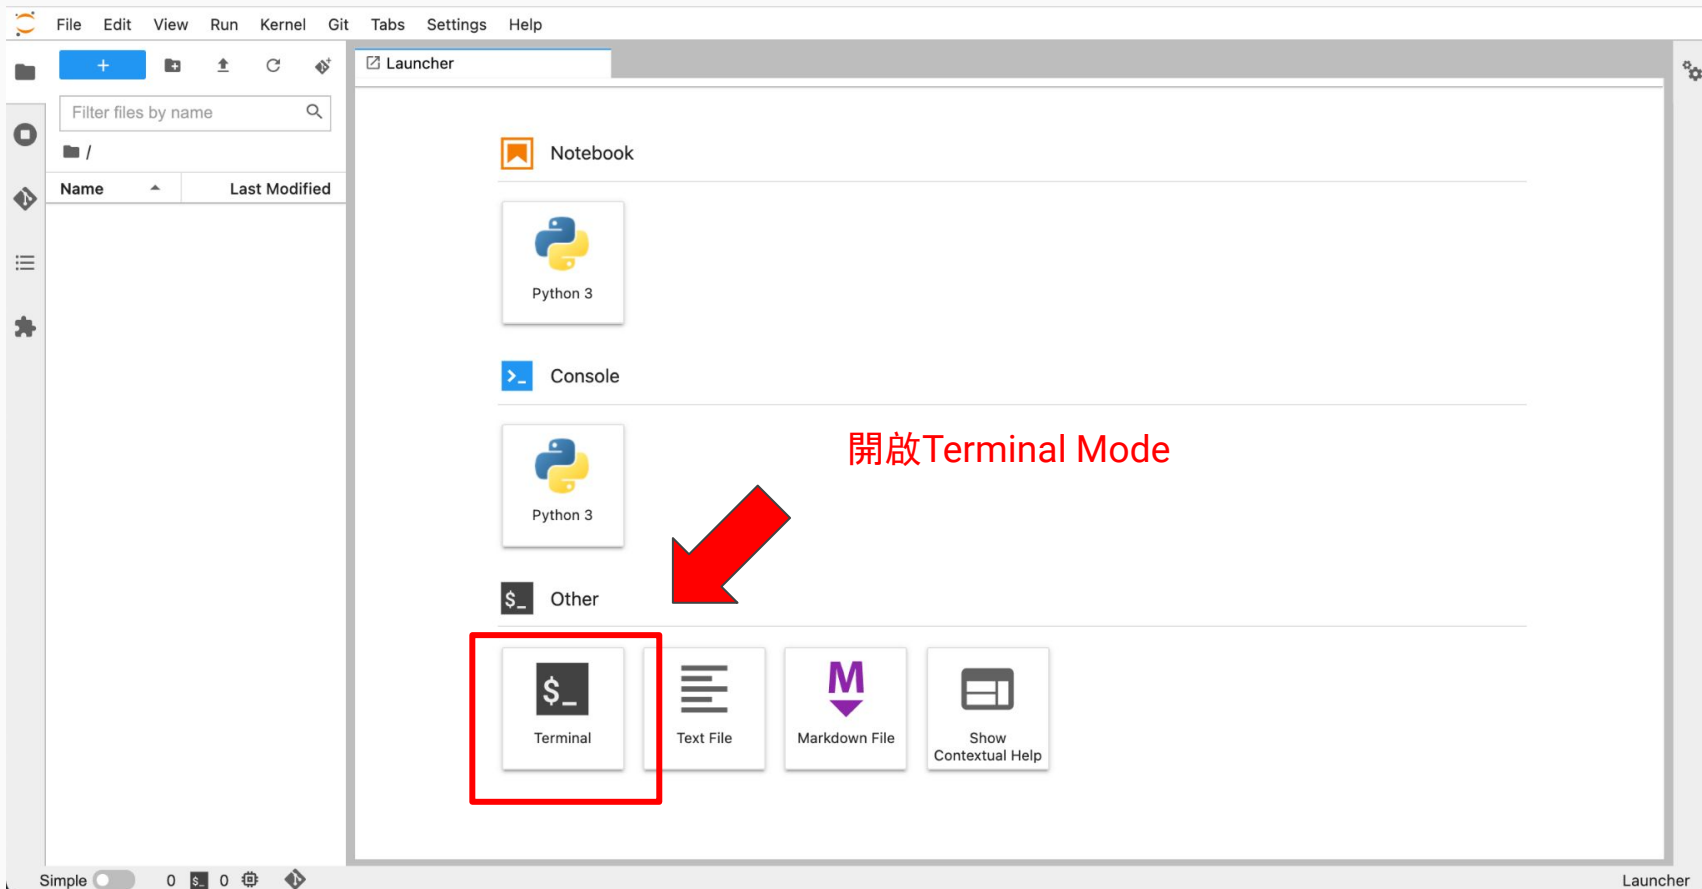 File Edit View Run Kernel Git Tabs Settings Help
+
Launcher
Filter files by name
/
Name Last Modified
Notebook
Python 3
Console
開啟Terminal Mode
Python 3
$_ Other
$_
Terminal
Text File
M
Markdown File
Show
Contextual Help
Simple 0 $_ 0 Launcher